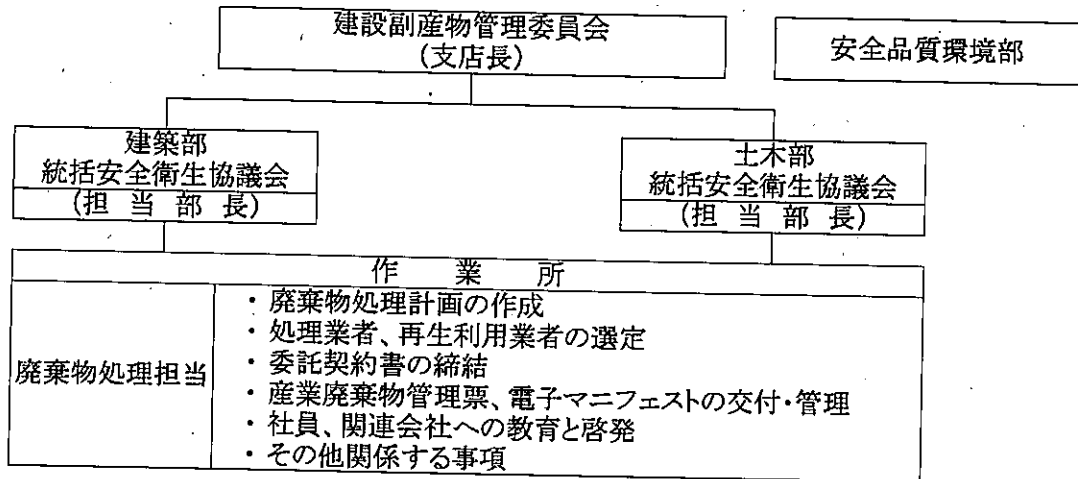 建設副産物管理委員会
(支店長)
安全品質環境部
建築部
統括安全衛生協議会
(担 当 部 長)
土木部
統括安全衛生協議会
(担 当 部 長)
作 業 所
廃棄物処理担当
・ 廃棄物処理計画の作成
・ 処理業者、再生利用業者の選定
・ 委託契約書の締結
・ 産業廃棄物管理票、電子マニフェストの交付・管理
・ 社員、関連会社への教育と啓発
・ その他関係する事項